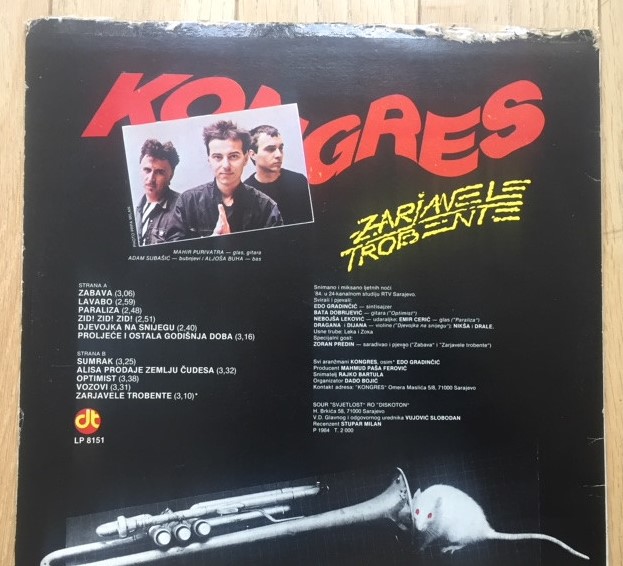 KONGRES
ZARJAVELE
TROBENTE
MAHIR PURIVATRA — glas, gitara
ADAM SUBAŠIĆ — bubnjevi i ALJOŠA BUHA — bas
STRANA A
ZABAVA (3,06)
LAVABO (2,59)
PARALIZA (2,48)
ZID! ZID! ZID! (2,51)
DJEVOJKA NA SNIJEGU (2,40)
PROLJEĆE I OSTALA GODIŠNJA DOBA (3,16)
STRANA B
SUMRAK (3,25)
ALISA PRODAJE ZEMLJU ČUDESA (3,32)
OPTIMIST (3,38)
VOZOVI (3,31)
ZARJAVELE TROBENTE (3,10)*
dt
LP 8151
Snimano i miksano ljetnih noći
'84. u 24-kanalnom studiju RTV Sarajevo.
Svirali i pjevali:
EDO GRADINČIĆ — sintisajzer
BATA DOBRIJEVIĆ — gitara ("Optimist")
NEBOJŠA LEKOVIĆ — udaraljke; EMIR CERIĆ — glas ("Paraliza")
DRAGANA i DIJANA — violine ("Djevojka na snijegu"); NIKŠA i DRALE.
Usne trube: Laka i Zoka
Specijalni gost:
ZORAN PREDIN — sarađivao i pjevao ("Zabava" i "Zarjavele trobente")
Svi aranžmani KONGRES, osim* EDO GRADINČIĆ
Producent MAHMUD PAŠA FEROVIĆ
Snimatelj RAJKO BARTULA
Organizator DADO BOJIĆ
Kontakt adresa: "KONGRES" Omera Maslića 5/8, 71000 Sarajevo
SOUR "SVJETLOST" RO "DISKOTON"
H. Brkića 58, 71000 Sarajevo
V.D. Glavnog i odgovornog urednika VUJOVIĆ SLOBODAN
Recenzent STUPAR MILAN
P 1984 T. 2 000